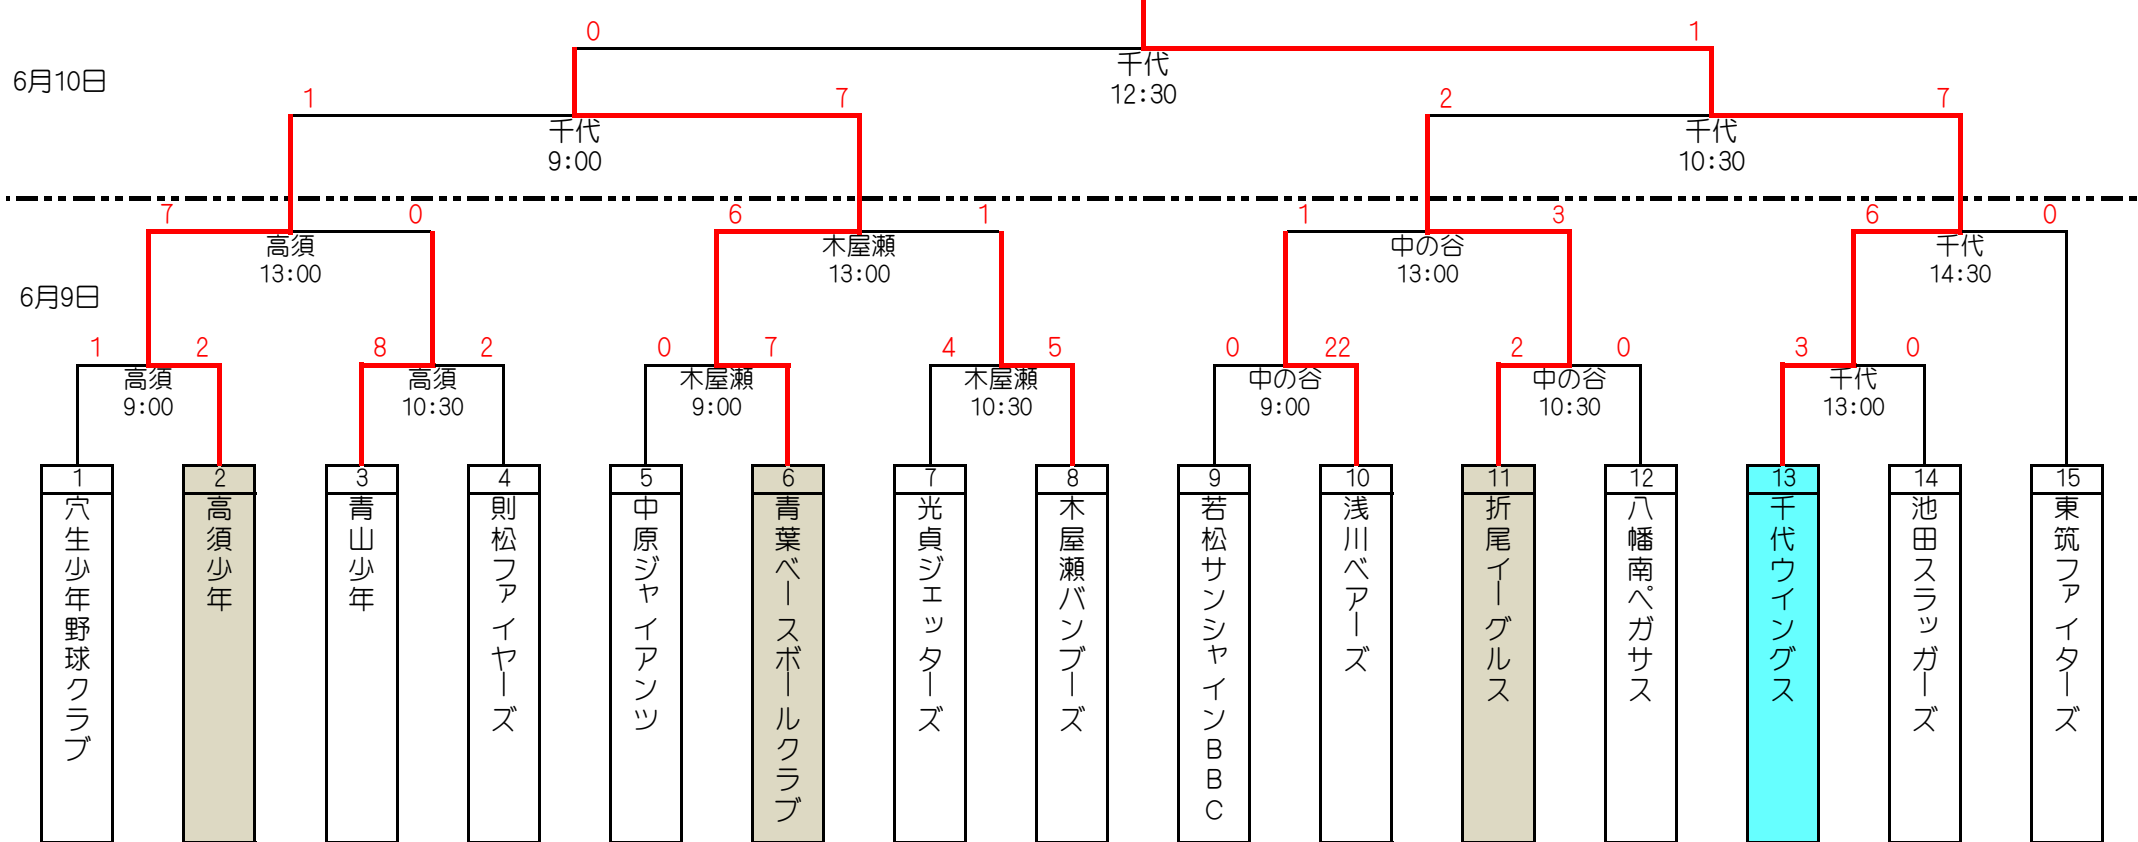 0 1
千代
12:30
6月10日
1 7 2 7
千代 千代
9:00 10:30
7 0 6 1 1 3 6 0
高須 木屋瀬 中の谷 千代
13:00 13:00 13:00 14:30
6月9日
1 2 8 2 0 7 4 5 0 22 2 0 3 0
高須 高須 木屋瀬 木屋瀬 中の谷 中の谷 千代
9:00 10:30 9:00 10:30 9:00 10:30 13:00
1 2 3 4 5 6 7 8 9 10 11 12 13 14 15
穴生少年野球クラブ
高須少年
青山少年
則松ファイヤーズ
中原ジャイアンツ
青葉ベースボールクラブ
光貞ジェッターズ
木屋瀬バンブーズ
若松サンシャインBBC
浅川ベアーズ
折尾イーグルス
八幡南ペガサス
千代ウイングス
池田スラッガーズ
東筑ファイターズ